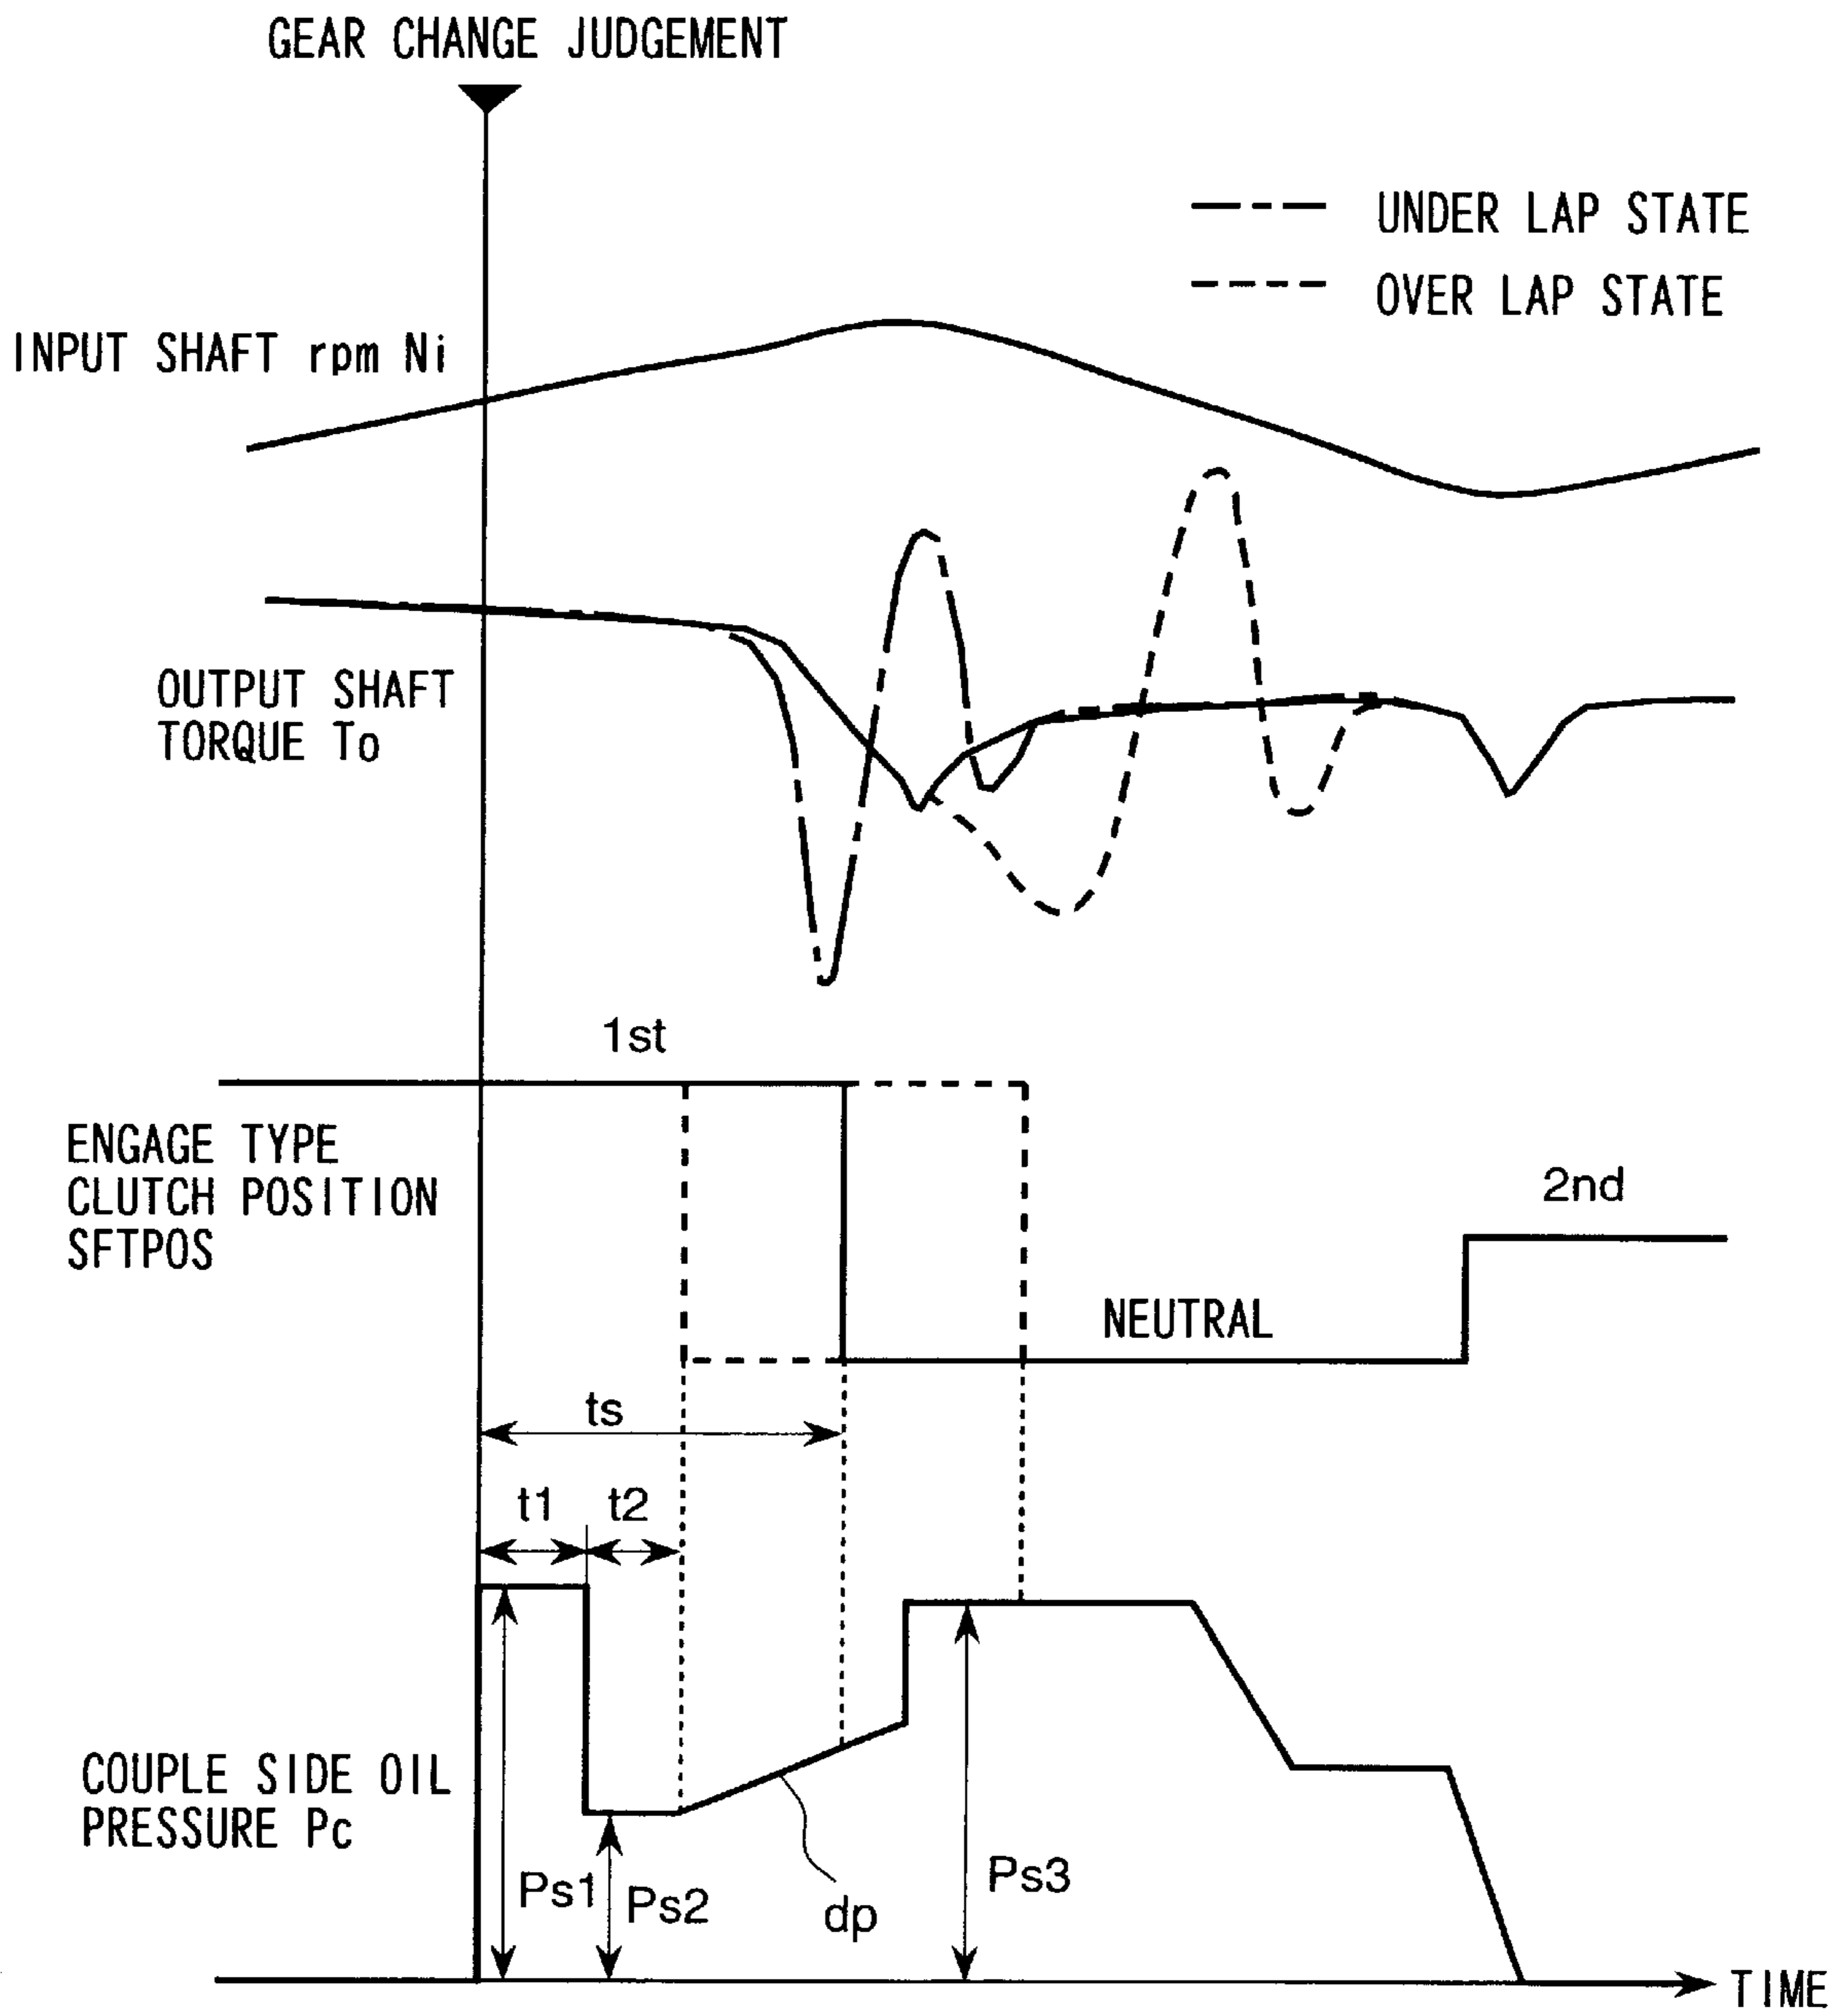 GEAR CHANGE JUDGEMENT
UNDER LAP STATE
OVER LAP STATE
INPUT SHAFT rpm Ni
OUTPUT SHAFT
TORQUE To
1st
ENGAGE TYPE
CLUTCH POSITION
SFTPOS
2nd
NEUTRAL
ts
t1
t2
COUPLE SIDE OIL
PRESSURE Pc
Ps1
Ps2
dp
Ps3
TIME